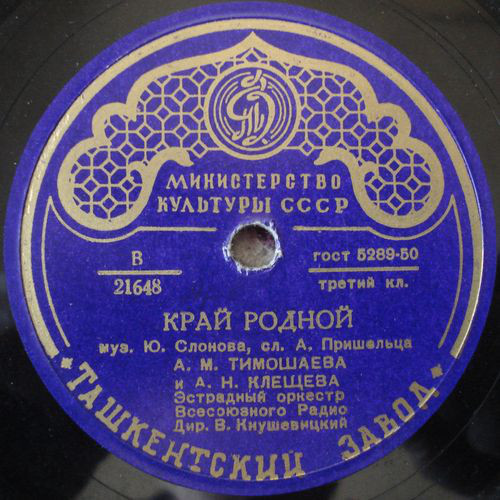 МИНИСТЕРСТВО
КУЛЬТУРЫ СССР
В
21648
ГОСТ 5289-50
третий кл.
КРАЙ РОДНОЙ
муз. Ю. Слонова, сл. А. Пришельца
А. М. ТИМОШАЕВА
и А. Н. КЛЕЩЕВА
Эстрадный оркестр
Всесоюзного Радио
Дир. В. Кнушевицкий
ТАШКЕНТСКИЙ ЗАВОД